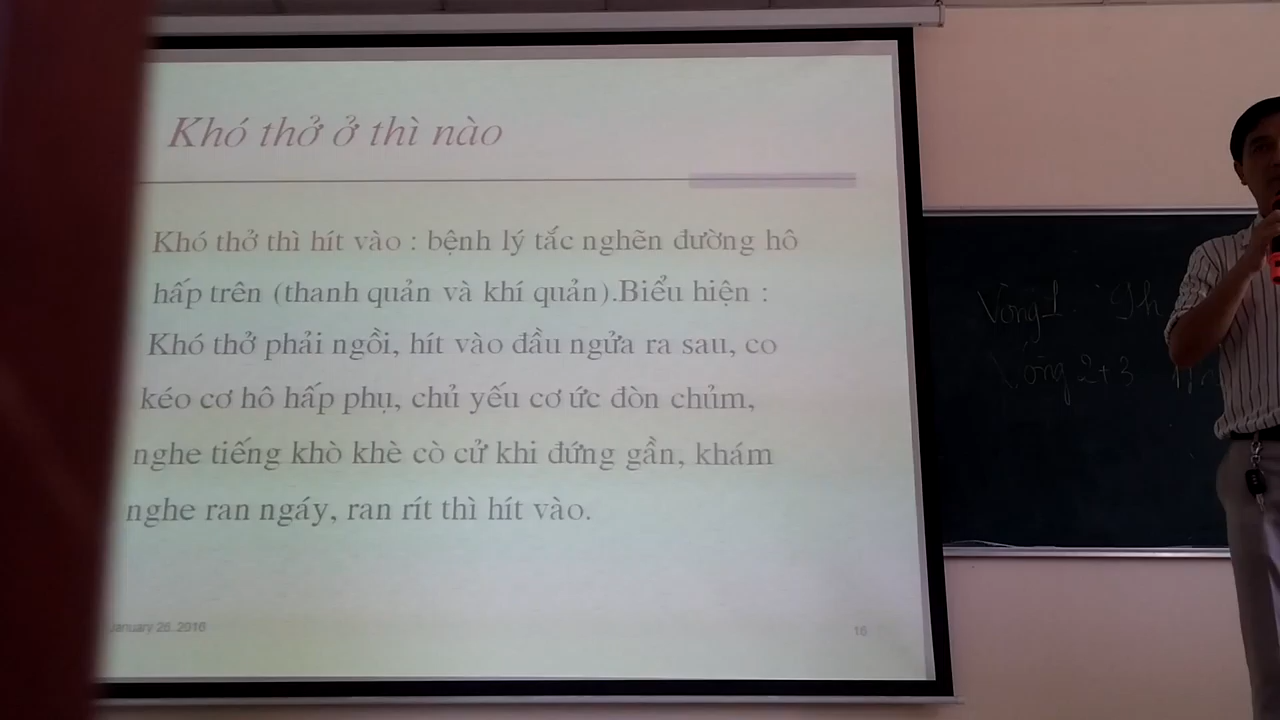 Khó thở ở thì nào
Khó thở thì hít vào : bệnh lý tắc nghẽn đường hô
hấp trên (thanh quản và khí quản).Biểu hiện :
Khó thở phải ngồi, hít vào đầu ngửa ra sau, co
kéo cơ hô hấp phụ, chủ yếu cơ ức đòn chủm,
nghe tiếng khò khè cò cử khi đứng gần, khám
nghe ran ngáy, ran rít thì hít vào.
January 26, 2016
16
Vòng 1 : Th
Vòng 2+3